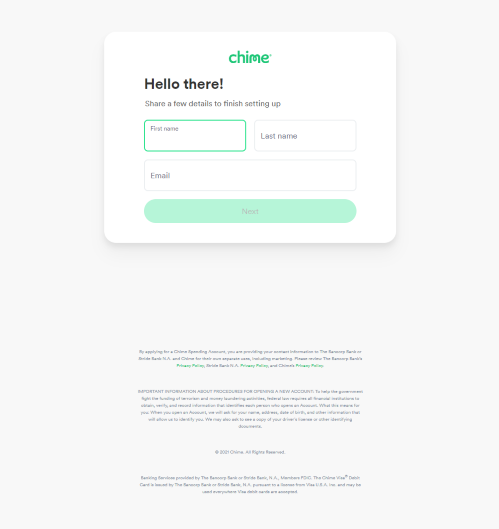 chime
Hello there!
Share a few details to finish setting up
First name
Last name
Email
Next
By applying for a Chime Spending Account, you are providing your contact information to The Bancorp Bank or
Stride Bank N.A. and Chime for their own separate use, including marketing. Please review The Bancorp Bank's
Privacy Policy, Stride Bank N.A. Privacy Policy, and Chime's Privacy Policy.
IMPORTANT INFORMATION ABOUT PROCEDURES FOR OPENING A NEW ACCOUNT: To help the government
fight the funding of terrorism and money laundering activities, federal law requires all financial institutions to
obtain, verify and record information that identifies each person who opens an Account. What this means for
you: When you open an Account, we will ask for your name, address, date of birth, and other information that
will allow us to identify you. We may also ask to see a copy of your driver's license or other identifying
documents.
© 2021 Chime. All Rights Reserved.
Banking Services provided by The Bancorp Bank or Stride Bank, N.A., Members FDIC. The Chime Visa® Debit
Card is issued by The Bancorp Bank or Stride Bank, N.A. pursuant to a license from Visa U.S.A. Inc. and may be
used everywhere Visa debit cards are accepted.